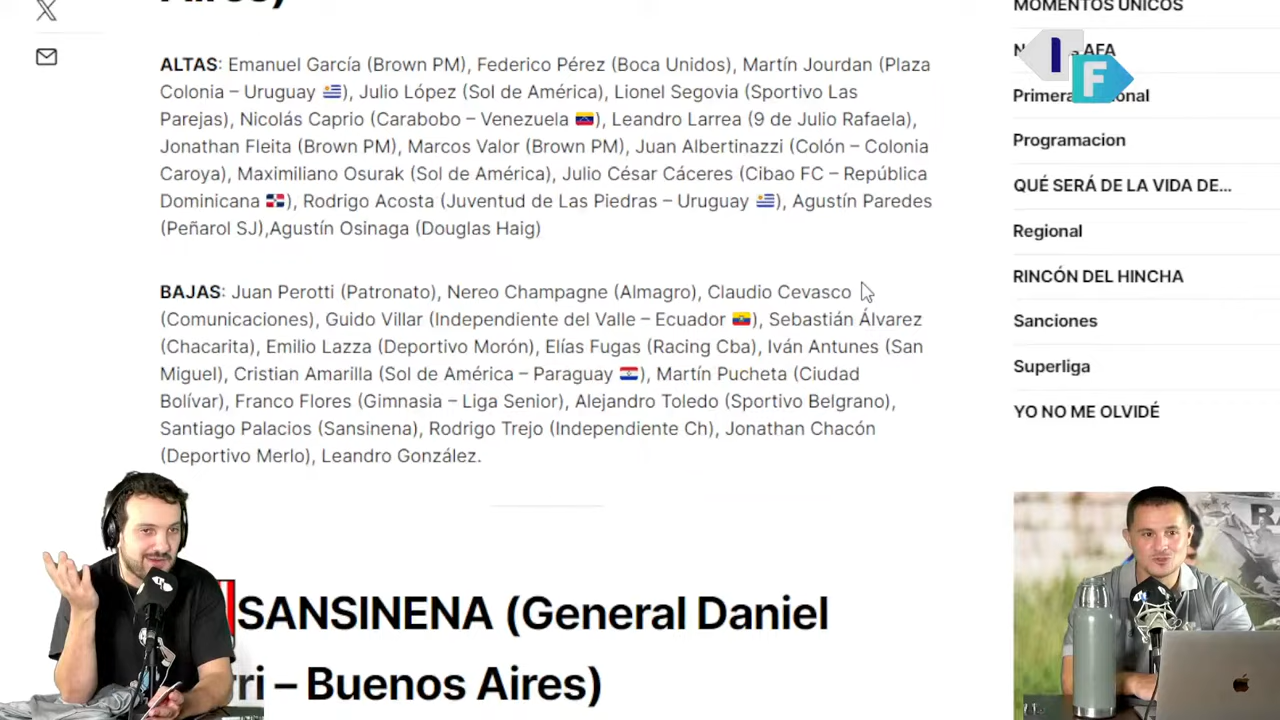 ALTAS: Emanuel García (Brown PM), Federico Pérez (Boca Unidos), Martín Jourdan (Plaza
Colonia – Uruguay), Julio López (Sol de América), Lionel Segovia (Sportivo Las
Parejas), Nicolás Caprio (Carabobo – Venezuela), Leandro Larrea (9 de Julio Rafaela),
Jonathan Fleita (Brown PM), Marcos Valor (Brown PM), Juan Albertinazzi (Colón – Colonia
Caroya), Maximiliano Osurak (Sol de América), Julio César Cáceres (Cibao FC – República
Dominicana), Rodrigo Acosta (Juventud de Las Piedras – Uruguay), Agustín Paredes
(Peñarol SJ),Agustín Osinaga (Douglas Haig)
BAJAS: Juan Perotti (Patronato), Nereo Champagne (Almagro), Claudio Cevasco
(Comunicaciones), Guido Villar (Independiente del Valle – Ecuador), Sebastián Álvarez
(Chacarita), Emilio Lazza (Deportivo Morón), Elías Fugas (Racing Cba), Iván Antunes (San
Miguel), Cristian Amarilla (Sol de América – Paraguay), Martín Pucheta (Ciudad
Bolívar), Franco Flores (Gimnasia – Liga Senior), Alejandro Toledo (Sportivo Belgrano),
Santiago Palacios (Sansinena), Rodrigo Trejo (Independiente Ch), Jonathan Chacón
(Deportivo Merlo), Leandro González.
SANSINENA (General Daniel
– Buenos Aires)
MOMENTOS ÚNICOS
AFA
I
F
Programacion
QUÉ SERÁ DE LA VIDA DE...
Regional
RINCÓN DEL HINCHA
Sanciones
Superliga
YO NO ME OLVIDÉ